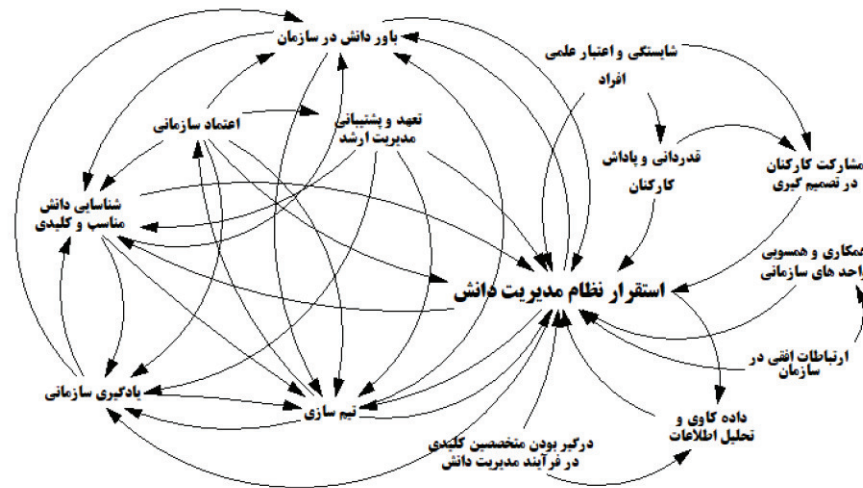 باور دانش در سازمان
شایستگی و اعتبار علمی
افراد
اعتماد سازمانی
تعهد و پشتیبانی
مدیریت ارشد
قدردانی و پاداش
کارکنان
مشارکت کارکنان
در تصمیم گیری
شناسایی دانش
مناسب و کلیدی
همکاری و همسویی
واحد های سازمانی
استقرار نظام مدیریت دانش
ارتباطات افقی در
سازمان
یادگیری سازمانی
تیم سازی
داده کاوی و
تحلیل اطلاعات
درگیر بودن متخصصین کلیدی
در فرآیند مدیریت دانش